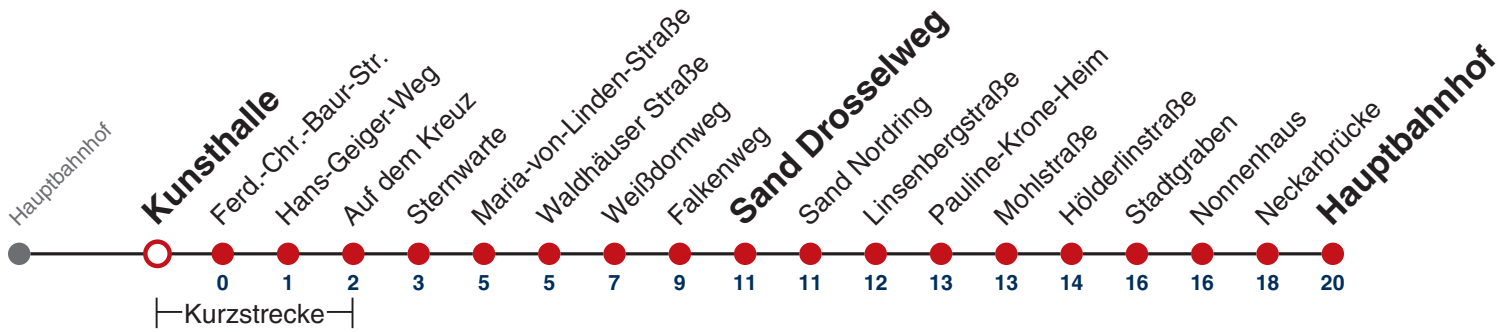 Hauptbahnhof
Kunsthalle
Ferd.-Chr.-Baur-Str.
Hans-Geiger-Weg
Auf dem Kreuz
Sternwarte
Maria-von-Linden-Straße
Waldhäuser Straße
Weißdornweg
Falkenweg
Sand Drosselweg
Sand Nordring
Linsenbergstraße
Pauline-Krone-Heim
Mohlstraße
Hölderlinstraße
Stadtgraben
Nonnenhaus
Neckarbrücke
Hauptbahnhof
0 1 2 3 5 5 7 9 11 11 12 13 13 14 16 16 18 20
Kurzstrecke